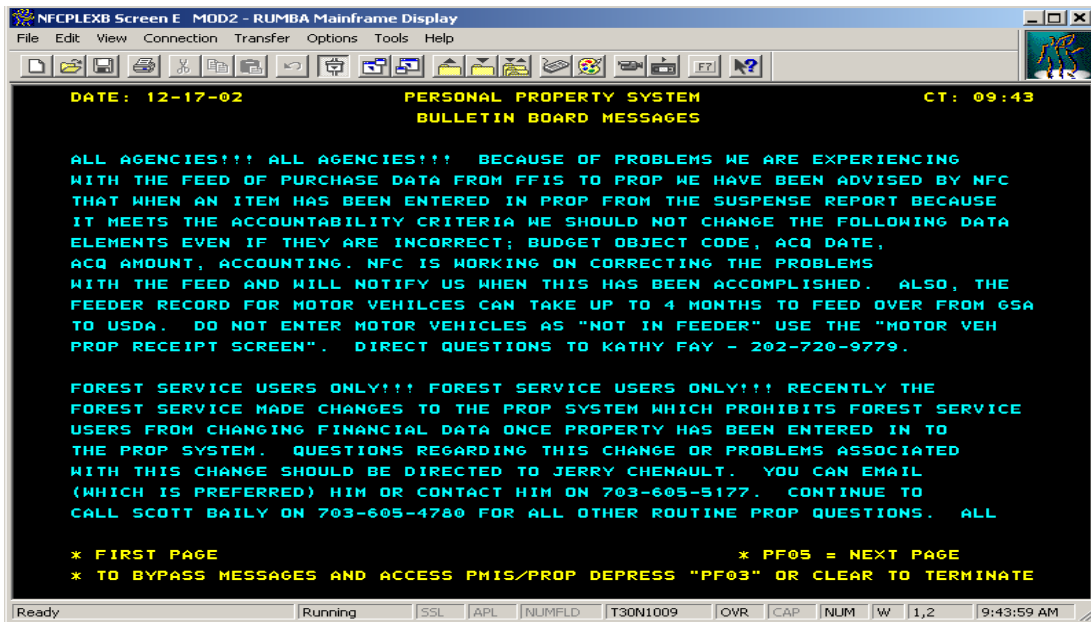 NFCPLEXB Screen E MOD2 - RUMBA Mainframe Display
File Edit View Connection Transfer Options Tools Help
F7
DATE: 12-17-02 PERSONAL PROPERTY SYSTEM CT: 09:43
BULLETIN BOARD MESSAGES
ALL AGENCIES!!! ALL AGENCIES!!! BECAUSE OF PROBLEMS WE ARE EXPERIENCING
WITH THE FEED OF PURCHASE DATA FROM FFIS TO PROP WE HAVE BEEN ADVISED BY NFC
THAT WHEN AN ITEM HAS BEEN ENTERED IN PROP FROM THE SUSPENSE REPORT BECAUSE
IT MEETS THE ACCOUNTABILITY CRITERIA WE SHOULD NOT CHANGE THE FOLLOWING DATA
ELEMENTS EVEN IF THEY ARE INCORRECT; BUDGET OBJECT CODE, ACQ DATE,
ACQ AMOUNT, ACCOUNTING. NFC IS WORKING ON CORRECTING THE PROBLEMS
WITH THE FEED AND WILL NOTIFY US WHEN THIS HAS BEEN ACCOMPLISHED. ALSO, THE
FEEDER RECORD FOR MOTOR VEHILCES CAN TAKE UP TO 4 MONTHS TO FEED OVER FROM GSA
TO USDA. DO NOT ENTER MOTOR VEHICLES AS "NOT IN FEEDER" USE THE "MOTOR VEH
PROP RECEIPT SCREEN". DIRECT QUESTIONS TO KATHY FAY - 202-720-9779.
FOREST SERVICE USERS ONLY!!! FOREST SERVICE USERS ONLY!!! RECENTLY THE
FOREST SERVICE MADE CHANGES TO THE PROP SYSTEM WHICH PROHIBITS FOREST SERVICE
USERS FROM CHANGING FINANCIAL DATA ONCE PROPERTY HAS BEEN ENTERED IN TO
THE PROP SYSTEM. QUESTIONS REGARDING THIS CHANGE OR PROBLEMS ASSOCIATED
WITH THIS CHANGE SHOULD BE DIRECTED TO JERRY CHENAULT. YOU CAN EMAIL
(WHICH IS PREFERRED) HIM OR CONTACT HIM ON 703-605-5177. CONTINUE TO
CALL SCOTT BAILY ON 703-605-4780 FOR ALL OTHER ROUTINE PROP QUESTIONS. ALL
* FIRST PAGE * PF05 = NEXT PAGE
* TO BYPASS MESSAGES AND ACCESS PMIS/PROP DEPRESS "PF03" OR CLEAR TO TERMINATE
Ready Running SSL APL NUMFLD T30N1009 OVR CAP NUM W 1,2 9:43:59 AM